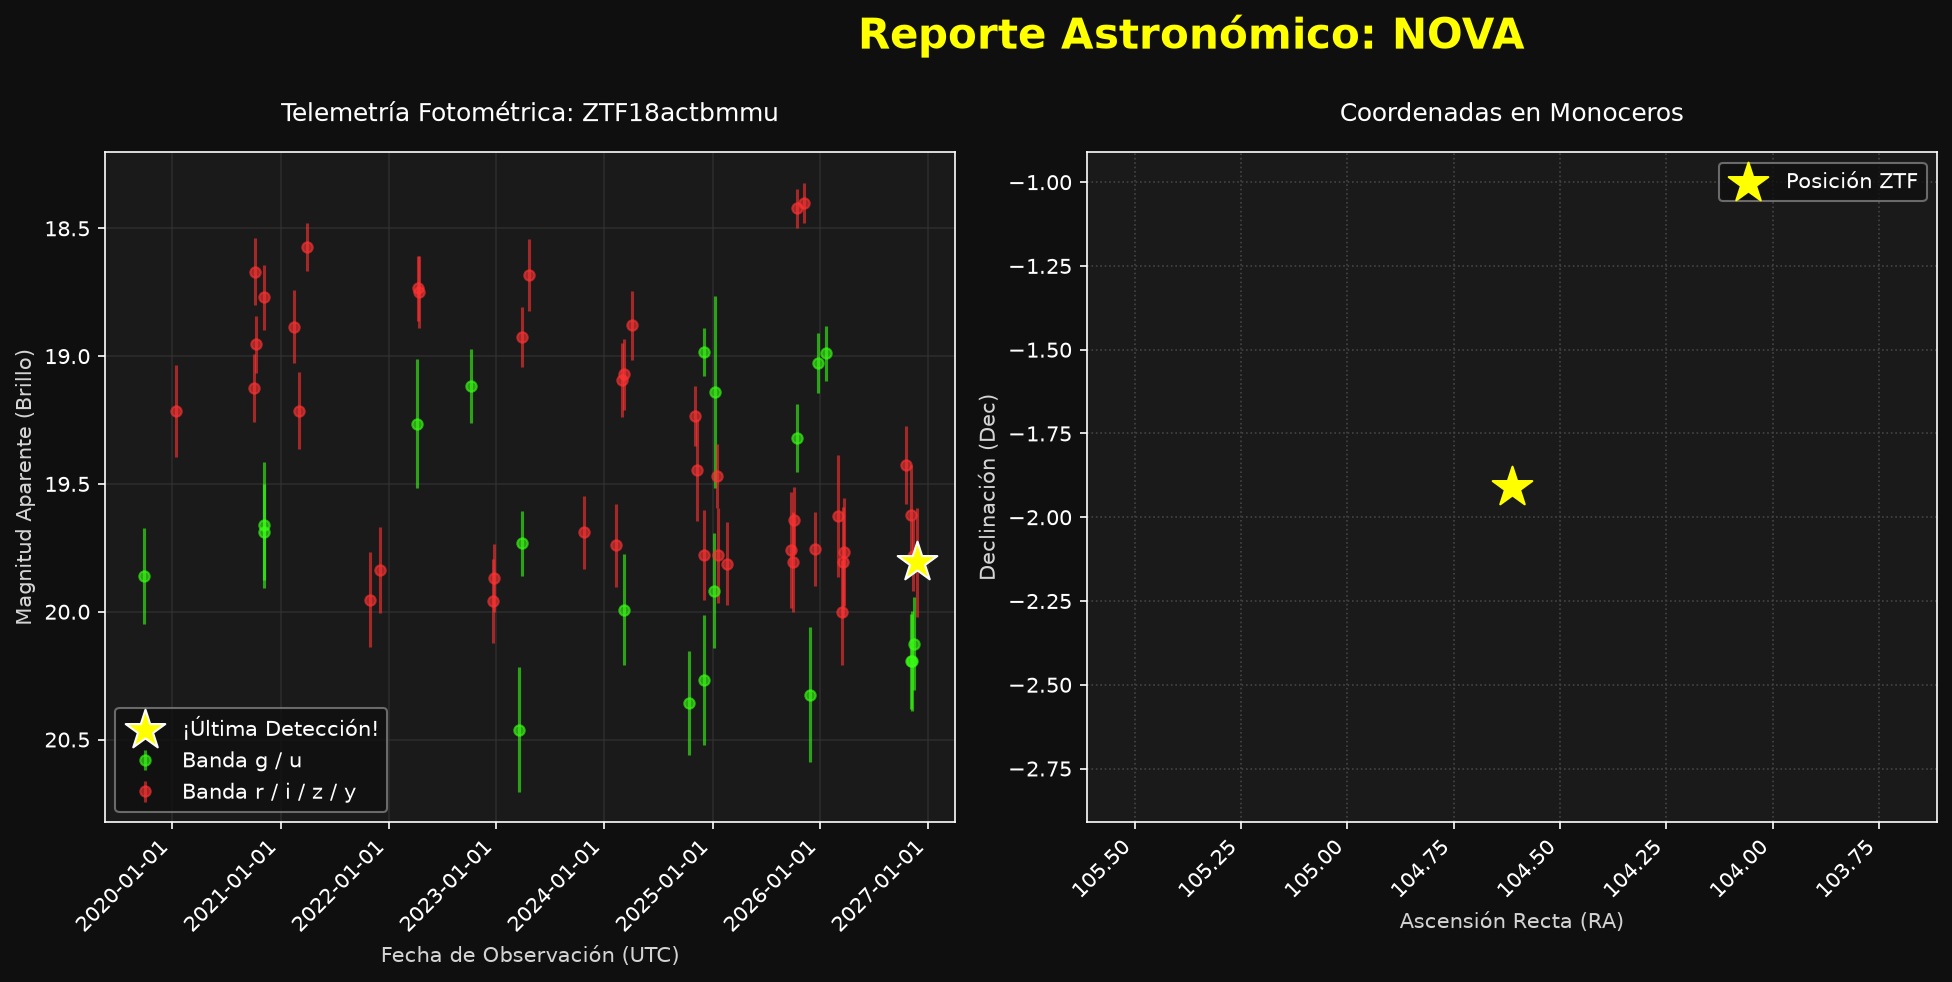 Reporte Astronómico: NOVA
Telemetría Fotométrica: ZTF18actbmmu
Magnitud Aparente (Brillo)
18.5
19.0
19.5
20.0
20.5
¡Última Detección!
Banda g / u
Banda r / i / z / y
2020-01-01
2021-01-01
2022-01-01
2023-01-01
2024-01-01
2025-01-01
2026-01-01
2027-01-01
Fecha de Observación (UTC)
Coordenadas en Monoceros
Declinación (Dec)
−1.00
−1.25
−1.50
−1.75
−2.00
−2.25
−2.50
−2.75
Posición ZTF
105.50
105.25
105.00
104.75
104.50
104.25
104.00
103.75
Ascensión Recta (RA)